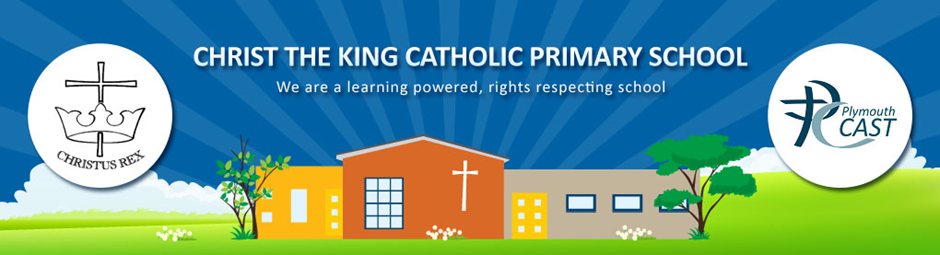 CHRIST THE KING CATHOLIC PRIMARY SCHOOL
We are a learning powered, rights respecting school
CHRISTUS REX
Plymouth
CAST